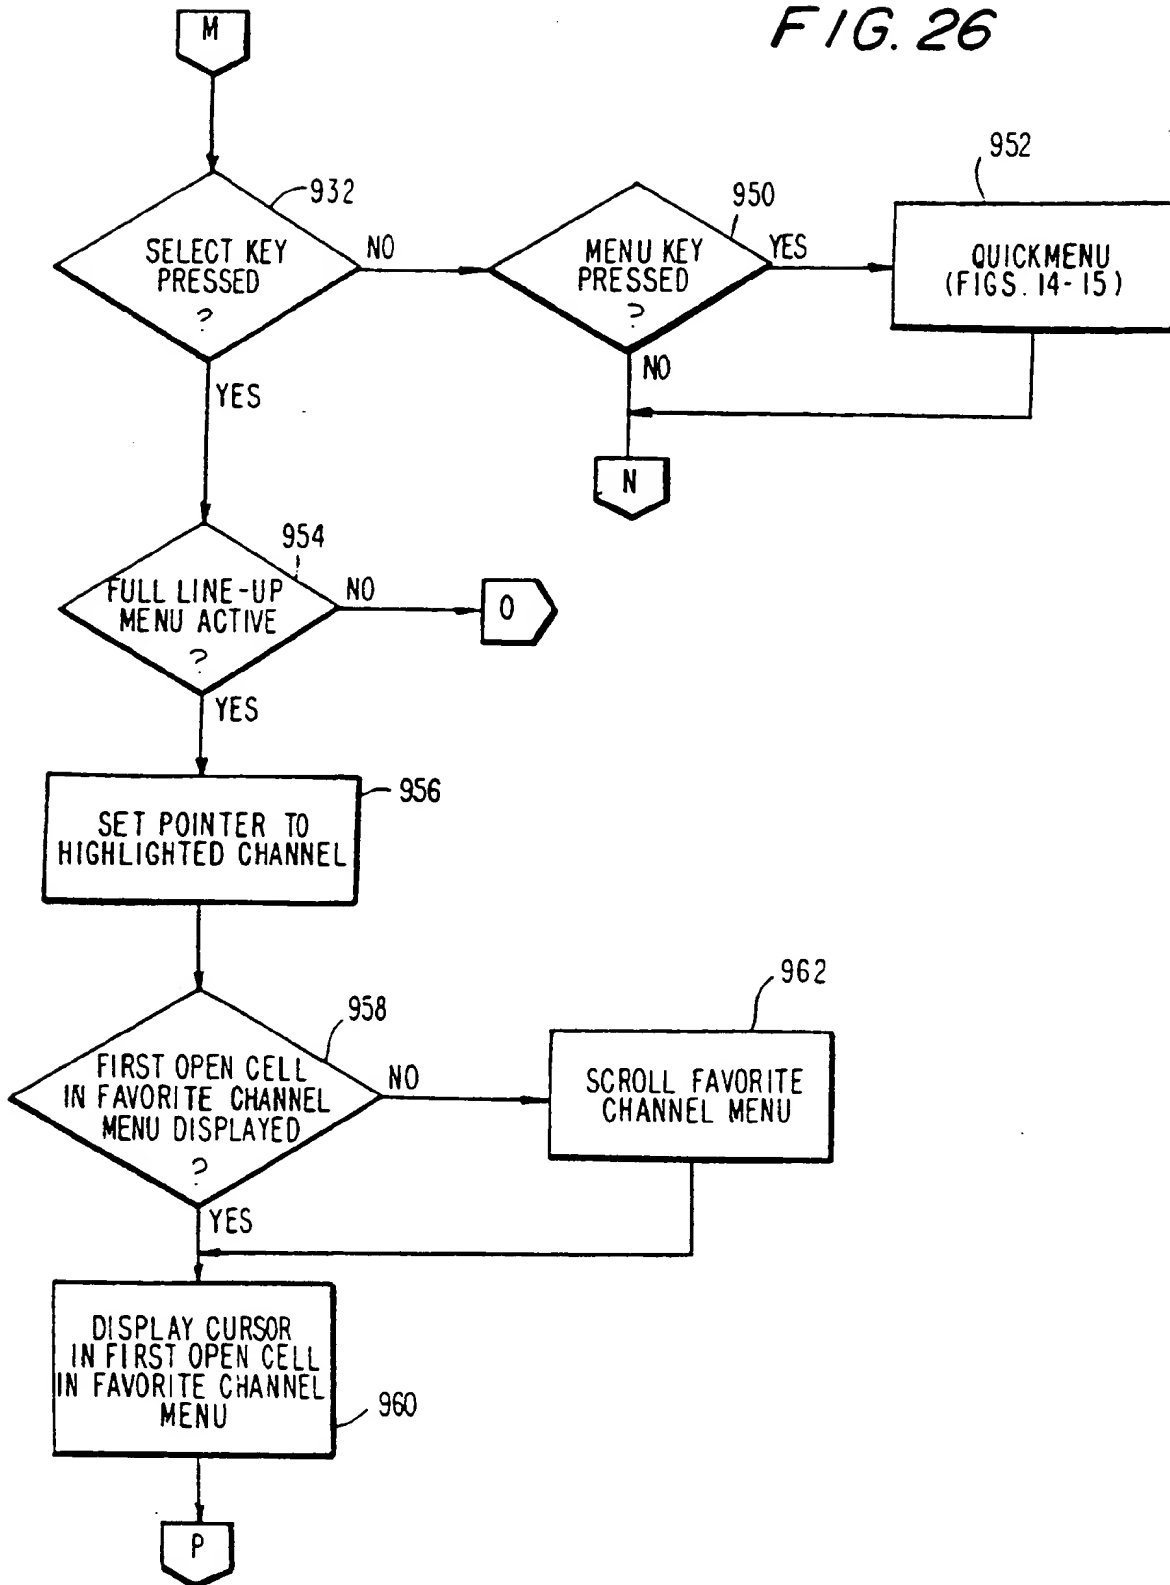 FIG. 26
M
932
SELECT KEY
PRESSED
?
NO
YES
950
MENU KEY
PRESSED
?
YES
NO
952
QUICKMENU
(FIGS. 14-15)
N
954
FULL LINE-UP
MENU ACTIVE
?
NO
YES
O
956
SET POINTER TO
HIGHLIGHTED CHANNEL
958
FIRST OPEN CELL
IN FAVORITE CHANNEL
MENU DISPLAYED
?
NO
YES
962
SCROLL FAVORITE
CHANNEL MENU
DISPLAY CURSOR
IN FIRST OPEN CELL
IN FAVORITE CHANNEL
MENU
960
P